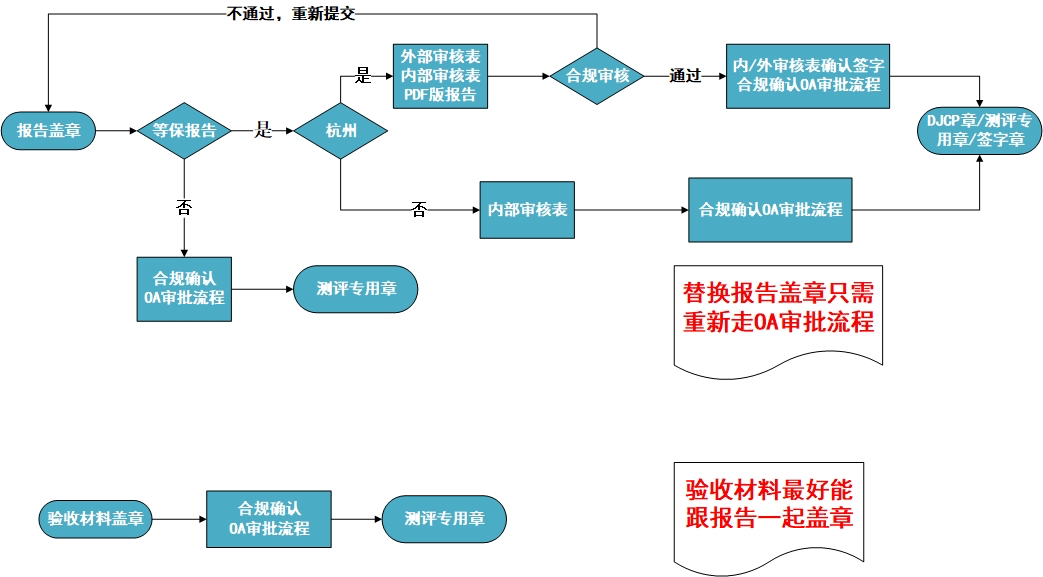 不通过，重新提交
报告盖章
等保报告
是
杭州
是
外部审核表
内部审核表
PDF版报告
合规审核
通过
内/外审核表确认签字
合规确认OA审批流程
DJCP章/测评专
用章/签字章
否
内部审核表
合规确认OA审批流程
否
合规确认
OA审批流程
测评专用章
替换报告盖章只需
重新走OA审批流程
验收材料盖章
合规确认
OA审批流程
测评专用章
验收材料最好能
跟报告一起盖章